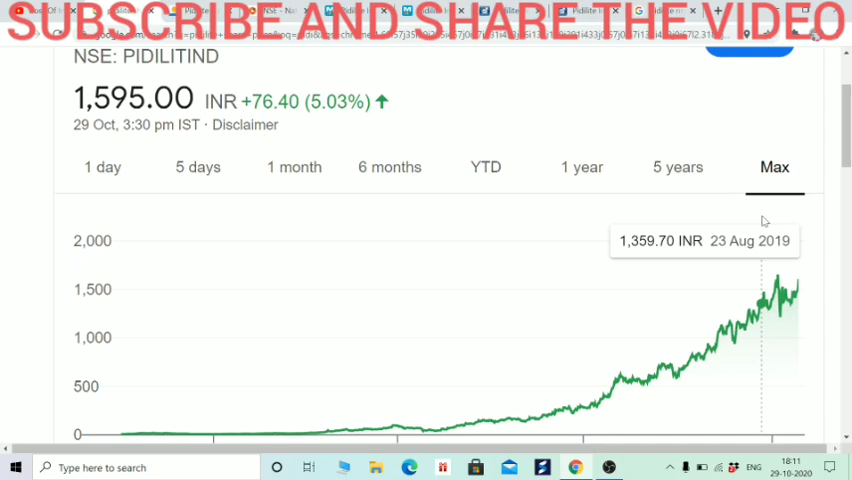 SUBSCRIBE AND SHARE THE VIDEO
NSE: PIDILITIND
1,595.00 INR +76.40 (5.03%)
29 Oct, 3:30 pm IST · Disclaimer
1 day 5 days 1 month 6 months YTD 1 year 5 years Max
1,359.70 INR 23 Aug 2019
2,000
1,500
1,000
500
0
Type here to search
ENG
18:11
29-10-2020